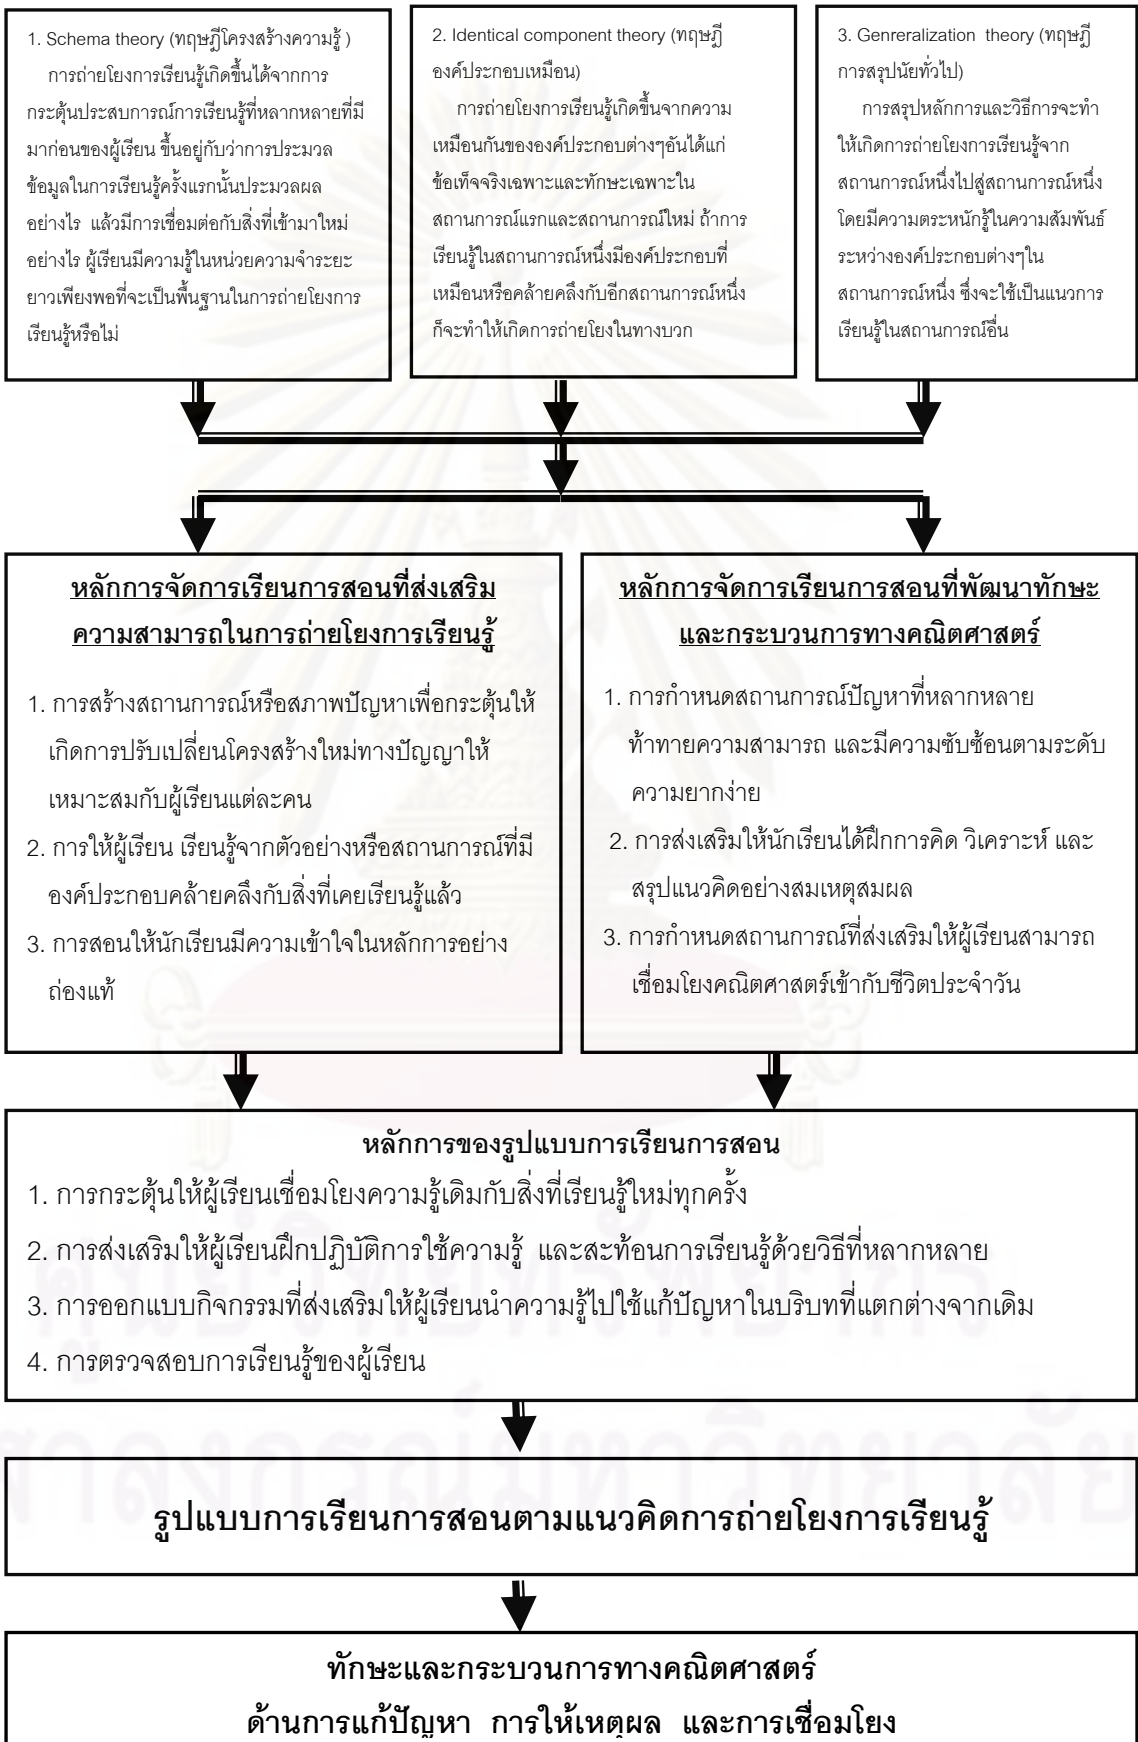 1. Schema theory (ทฤษฎีโครงสร้างความรู้ )
การถ่ายโยงการเรียนรู้เกิดขึ้นได้จากการ
กระตุ้นประสบการณ์การเรียนรู้ที่หลากหลายที่มี
มาก่อนของผู้เรียน ขึ้นอยู่กับว่าการประมวล
ข้อมูลในการเรียนรู้ครั้งแรกนั้นประมวลผล
อย่างไร แล้วมีการเชื่อมต่อกับสิ่งที่เข้ามาใหม่
อย่างไร ผู้เรียนมีความรู้ในหน่วยความจำระยะ
ยาวเพียงพอที่จะเป็นพื้นฐานในการถ่ายโยงการ
เรียนรู้หรือไม่
2. Identical component theory (ทฤษฎี
องค์ประกอบเหมือน)
การถ่ายโยงการเรียนรู้เกิดขึ้นจากความ
เหมือนกันขององค์ประกอบต่างๆอันได้แก่
ข้อเท็จจริงเฉพาะและทักษะเฉพาะใน
สถานการณ์แรกและสถานการณ์ใหม่ ถ้าการ
เรียนรู้ในสถานการณ์หนึ่งมีองค์ประกอบที่
เหมือนหรือคล้ายคลึงกับอีกสถานการณ์หนึ่ง
ก็จะทำให้เกิดการถ่ายโยงในทางบวก
3. Genreralization theory (ทฤษฎี
การสรุปนัยทั่วไป)
การสรุปหลักการและวิธีการจะทำ
ให้เกิดการถ่ายโยงการเรียนรู้จาก
สถานการณ์หนึ่งไปสู่สถานการณ์หนึ่ง
โดยมีความตระหนักรู้ในความสัมพันธ์
ระหว่างองค์ประกอบต่างๆใน
สถานการณ์หนึ่ง ซึ่งจะใช้เป็นแนวการ
เรียนรู้ในสถานการณ์อื่น
หลักการจัดการเรียนการสอนที่ส่งเสริม
ความสามารถในการถ่ายโยงการเรียนรู้
1. การสร้างสถานการณ์หรือสภาพปัญหาเพื่อกระตุ้นให้
เกิดการปรับเปลี่ยนโครงสร้างใหม่ทางปัญญาให้
เหมาะสมกับผู้เรียนแต่ละคน
2. การให้ผู้เรียน เรียนรู้จากตัวอย่างหรือสถานการณ์ที่มี
องค์ประกอบคล้ายคลึงกับสิ่งที่เคยเรียนรู้แล้ว
3. การสอนให้นักเรียนมีความเข้าใจในหลักการอย่าง
ถ่องแท้
หลักการจัดการเรียนการสอนที่พัฒนาทักษะ
และกระบวนการทางคณิตศาสตร์
1. การกำหนดสถานการณ์ปัญหาที่หลากหลาย
ท้าทายความสามารถ และมีความซับซ้อนตามระดับ
ความยากง่าย
2. การส่งเสริมให้นักเรียนได้ฝึกการคิด วิเคราะห์ และ
สรุปแนวคิดอย่างสมเหตุสมผล
3. การกำหนดสถานการณ์ที่ส่งเสริมให้ผู้เรียนสามารถ
เชื่อมโยงคณิตศาสตร์เข้ากับชีวิตประจำวัน
หลักการของรูปแบบการเรียนการสอน
1. การกระตุ้นให้ผู้เรียนเชื่อมโยงความรู้เดิมกับสิ่งที่เรียนรู้ใหม่ทุกครั้ง
2. การส่งเสริมให้ผู้เรียนฝึกปฏิบัติการใช้ความรู้ และสะท้อนการเรียนรู้ด้วยวิธีที่หลากหลาย
3. การออกแบบกิจกรรมที่ส่งเสริมให้ผู้เรียนนำความรู้ไปใช้แก้ปัญหาในบริบทที่แตกต่างจากเดิม
4. การตรวจสอบการเรียนรู้ของผู้เรียน
ศูนย์วิทยทรัพยากร
ฬาลงกรณ์มหาวิทยาลัย
รูปแบบการเรียนการสอนตามแนวคิดการถ่ายโยงการเรียนรู้
ทักษะและกระบวนการทางคณิตศาสตร์
ด้านการแก้ปัญหา การให้เหตุผล และการเชื่อมโยง